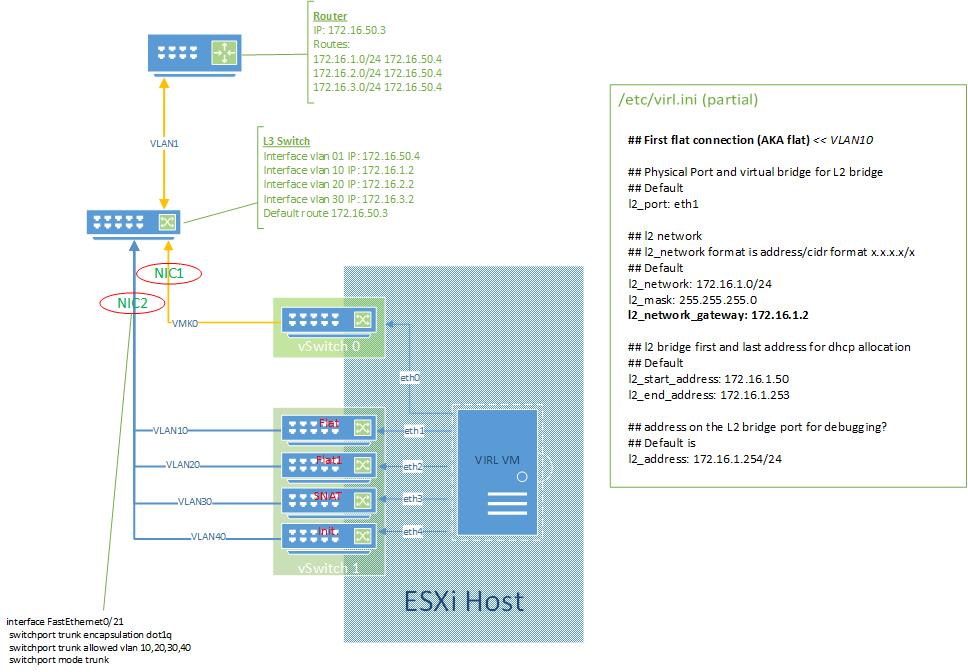 Router
IP: 172.16.50.3
Routes:
172.16.1.0/24 172.16.50.4
172.16.2.0/24 172.16.50.4
172.16.3.0/24 172.16.50.4
VLAN1
L3 Switch
Interface vlan 01 IP: 172.16.50.4
Interface vlan 10 IP: 172.16.1.2
Interface vlan 20 IP: 172.16.2.2
Interface vlan 30 IP: 172.16.3.2
Default route 172.16.50.3
NIC1
NIC2
VMK0
vSwitch 0
eth0
VLAN10
Flat
eth1
VLAN20
Flat1
eth2
VLAN30
SNAT
eth3
VLAN40
Init
eth4
vSwitch 1
VIRL VM
ESXi Host
interface FastEthernet0/21
switchport trunk encapsulation dot1q
switchport trunk allowed vlan 10,20,30,40
switchport mode trunk
/etc/virl.ini (partial)
## First flat connection (AKA flat) << VLAN10
## Physical Port and virtual bridge for L2 bridge
## Default
l2_port: eth1
## l2 network
## l2_network format is address/cidr format x.x.x.x/x
## Default
l2_network: 172.16.1.0/24
l2_mask: 255.255.255.0
l2_network_gateway: 172.16.1.2
## l2 bridge first and last address for dhcp allocation
## Default
l2_start_address: 172.16.1.50
l2_end_address: 172.16.1.253
## address on the L2 bridge port for debugging?
## Default is
l2_address: 172.16.1.254/24